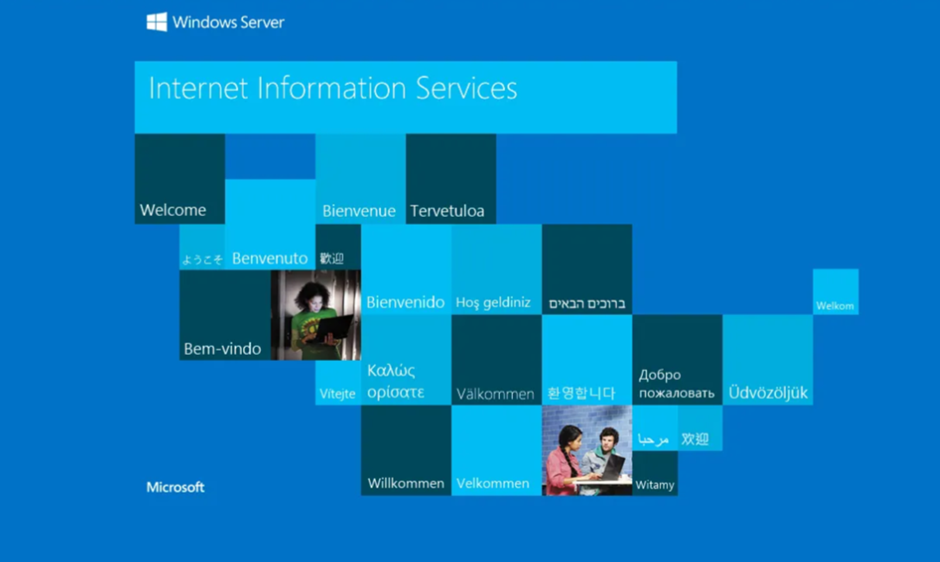 Windows Server
Internet Information Services
Welcome
Bienvenue
Tervetuloa
ようこそ
Benvenuto
歡迎
Bienvenido
Hoş geldiniz
ברוכים הבאים
Welkom
Bem-vindo
Vítejte
Καλώς
ορίσατε
Välkommen
환영합니다
Добро
пожаловать
Üdvözöljük
Willkommen
Velkommen
مرحبا
欢迎
Witamy
Microsoft